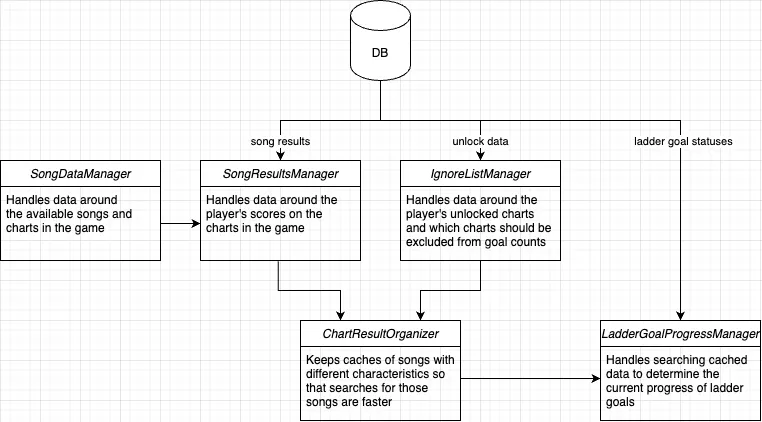 DB
song results
unlock data
ladder goal statuses
SongDataManager
Handles data around
the available songs and
charts in the game
SongResultsManager
Handles data around the
player's scores on the
charts in the game
IgnoreListManager
Handles data around the
player's unlocked charts
and which charts should be
excluded from goal counts
ChartResultOrganizer
Keeps caches of songs with
different characteristics so
that searches for those
songs are faster
LadderGoalProgressManager
Handles searching cached
data to determine the
current progress of ladder
goals